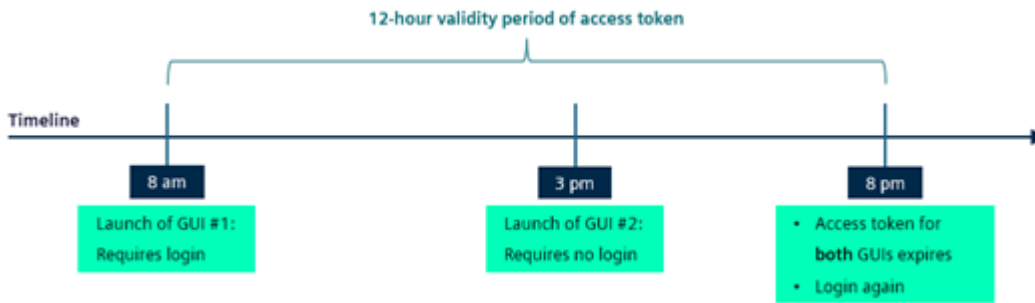 12-hour validity period of access token
Timeline
8 am
3 pm
8 pm
Launch of GUI #1:
Requires login
Launch of GUI #2:
Requires no login
• Access token for
both GUIs expires
• Login again